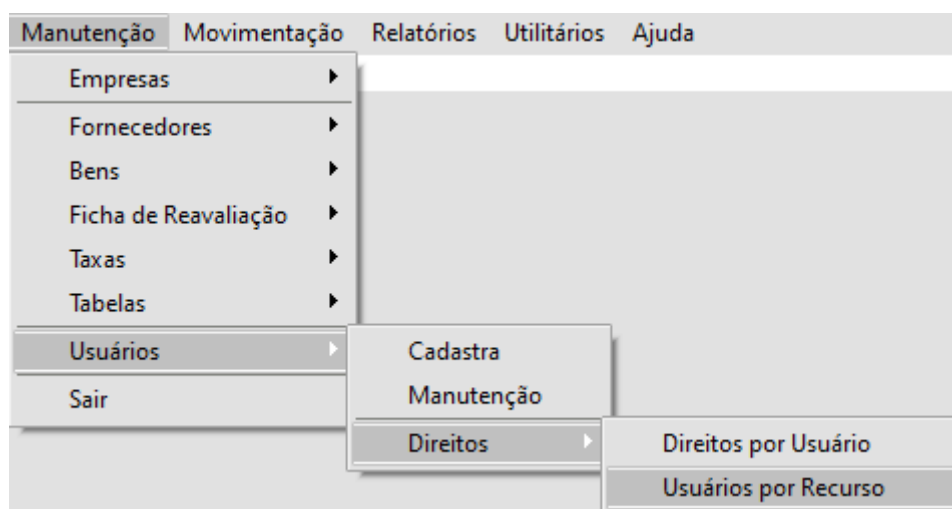 Manutenção Movimentação Relatórios Utilitários Ajuda
Empresas
Fornecedores
Bens
Ficha de Reavaliação
Taxas
Tabelas
Usuários
Sair
Cadastra
Manutenção
Direitos
Direitos por Usuário
Usuários por Recurso